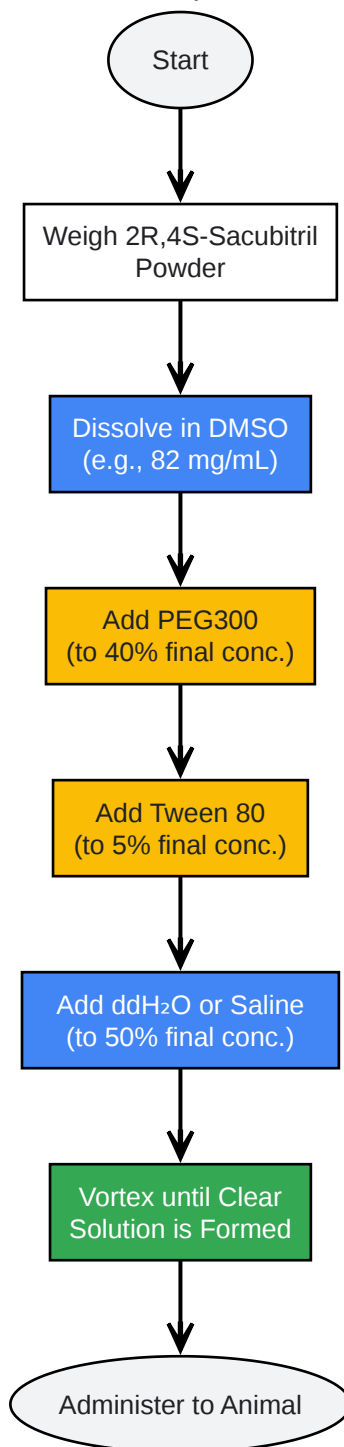 Start
Weigh 2R,4S-Sacubitril
Powder
Dissolve in DMSO
(e.g., 82 mg/mL)
Add PEG300
(to 40% final conc.)
Add Tween 80
(to 5% final conc.)
Add ddH₂O or Saline
(to 50% final conc.)
Vortex until Clear
Solution is Formed
Administer to Animal